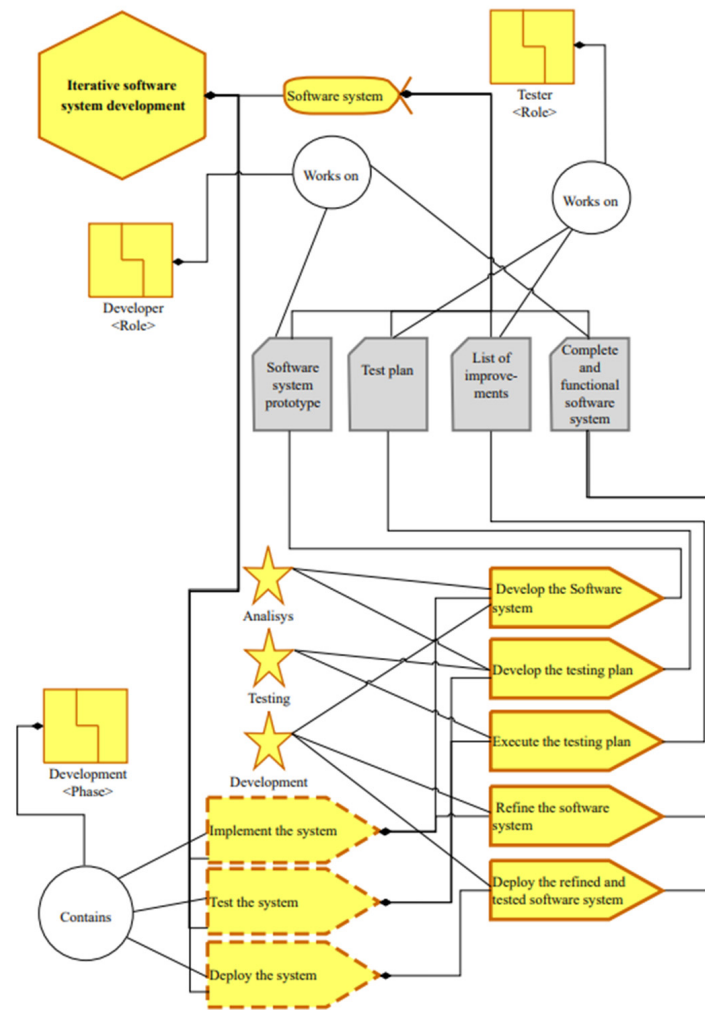 Iterative software
system development
Software system
Tester
<Role>
Works on
Works on
Developer
<Role>
Software
system
prototype
Test plan
List of
improve-
ments
Complete
and
functional
software
system
Analisys
Develop the Software
system
Testing
Develop the testing plan
Development
Execute the testing plan
Development
<Phase>
Implement the system
Refine the software
system
Contains
Test the system
Deploy the refined and
tested software system
Deploy the system